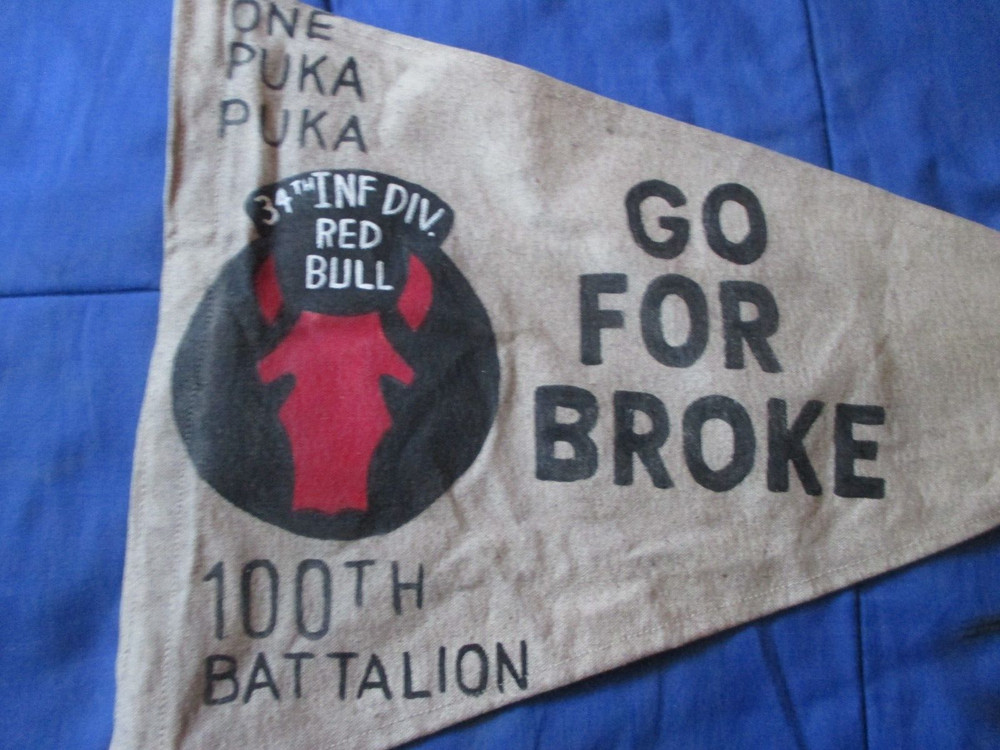 ONE
PUKA
PUKA
34TH INF DIV.
RED
BULL
GO
FOR
BROKE
100TH
BATTALION